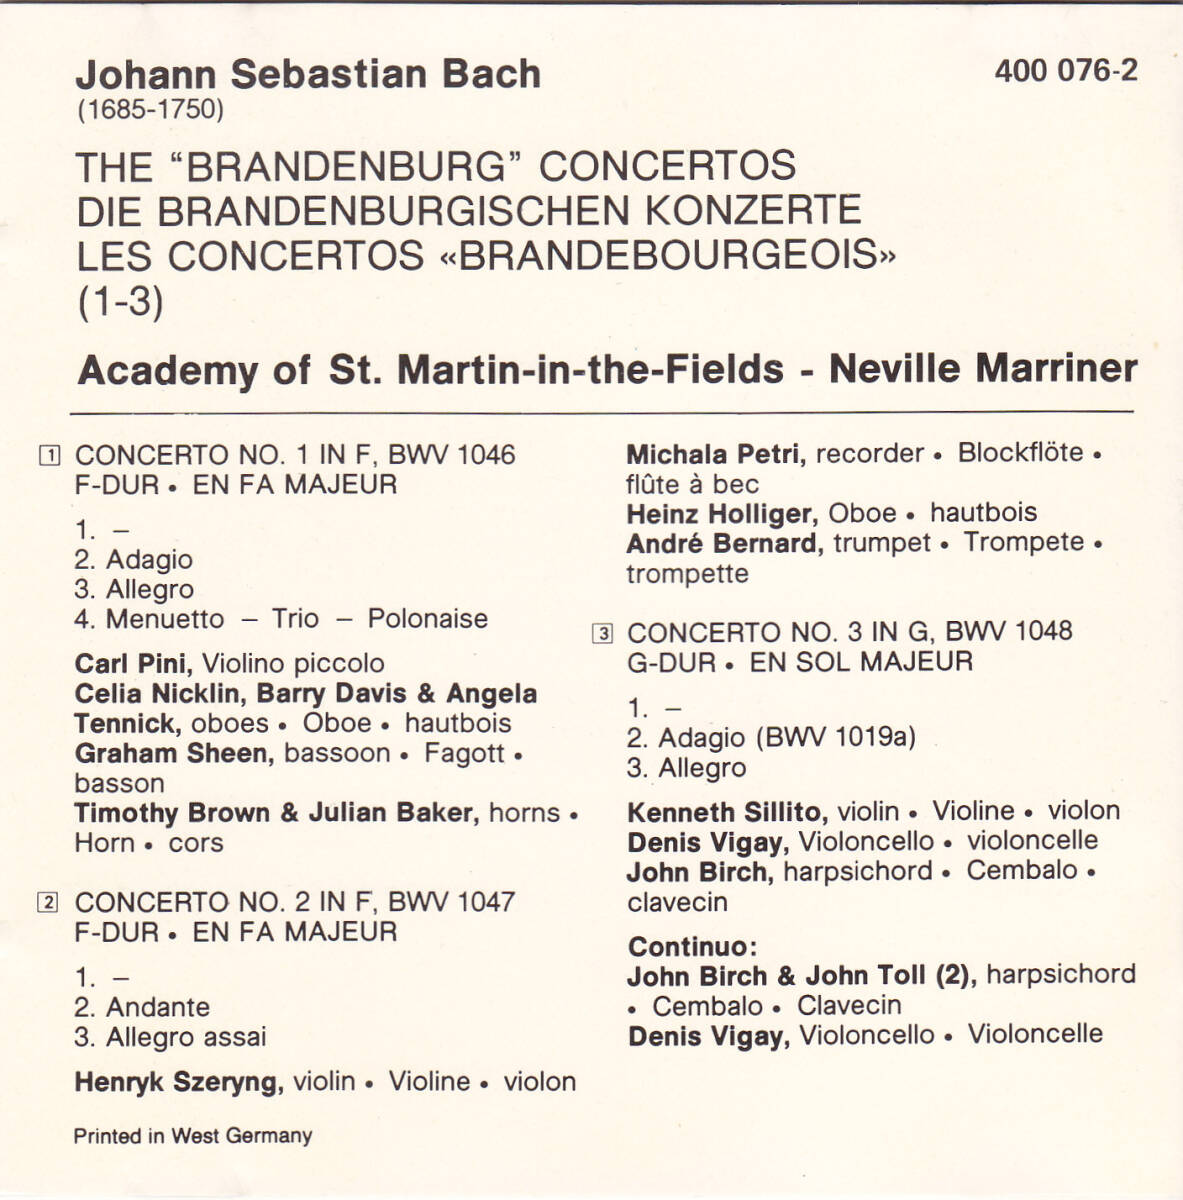 Johann Sebastian Bach
400 076-2
(1685-1750)
THE “BRANDENBURG” CONCERTOS
DIE BRANDENBURGISCHEN KONZERTE
LES CONCERTOS «BRANDEBOURGEOIS»
(1-3)
Academy of St. Martin-in-the-Fields - Neville Marriner
1 CONCERTO NO. 1 IN F, BWV 1046
F-DUR • EN FA MAJEUR
1. –
2. Adagio
3. Allegro
4. Menuetto – Trio – Polonaise
Carl Pini, Violino piccolo
Celia Nicklin, Barry Davis & Angela
Tennick, oboes • Oboe • hautbois
Graham Sheen, bassoon • Fagott •
basson
Timothy Brown & Julian Baker, horns •
Horn • cors
2 CONCERTO NO. 2 IN F, BWV 1047
F-DUR • EN FA MAJEUR
1. –
2. Andante
3. Allegro assai
Henryk Szeryng, violin • Violine • violon
Michala Petri, recorder • Blockflöte •
flûte à bec
Heinz Holliger, Oboe • hautbois
André Bernard, trumpet • Trompete •
trompette
3 CONCERTO NO. 3 IN G, BWV 1048
G-DUR • EN SOL MAJEUR
1. –
2. Adagio (BWV 1019a)
3. Allegro
Kenneth Sillito, violin • Violine • violon
Denis Vigay, Violoncello • violoncelle
John Birch, harpsichord • Cembalo •
clavecin
Continuo:
John Birch & John Toll (2), harpsichord
• Cembalo • Clavecin
Denis Vigay, Violoncello • Violoncelle
Printed in West Germany